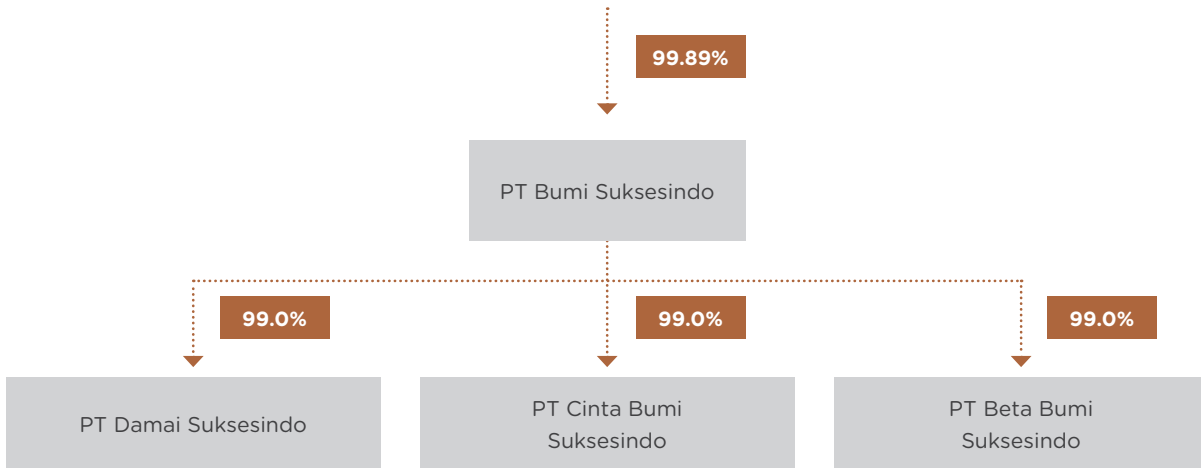 99.89%
PT Bumi Suksesindo
99.0%
99.0%
99.0%
PT Damai Suksesindo
PT Cinta Bumi
Suksesindo
PT Beta Bumi
Suksesindo